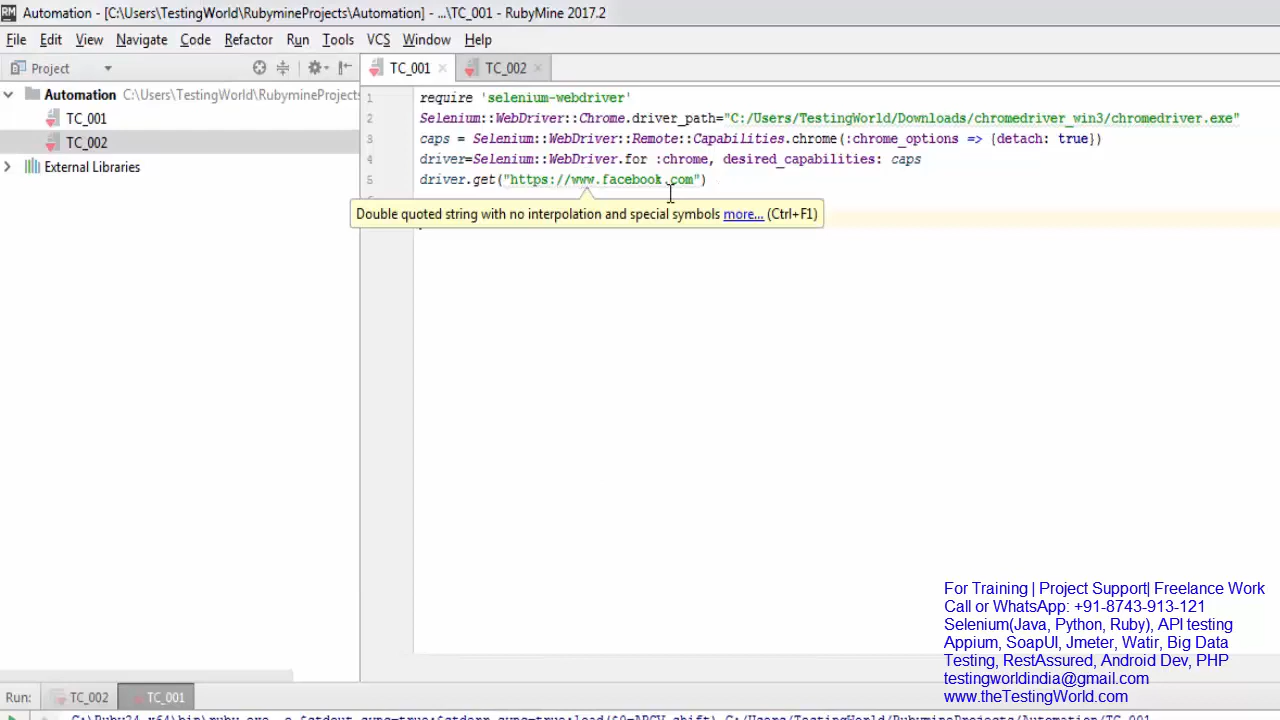 Automation - [C:\Users\TestingWorld\RubymineProjects\Automation] - ...\TC_001 - RubyMine 2017.2
File Edit View Navigate Code Refactor Run Tools VCS Window Help
Project
TC_001
TC_002
Automation C:\Users\TestingWorld\RubymineProjects
TC_001
TC_002
External Libraries
1 require 'selenium-webdriver'
2 Selenium::WebDriver::Chrome.driver_path="C:/Users/TestingWorld/Downloads/chromedriver_win3/chromedriver.exe"
3 caps = Selenium::WebDriver::Remote::Capabilities.chrome(:chrome_options => {detach: true})
4 driver=Selenium::WebDriver.for :chrome, desired_capabilities: caps
5 driver.get("https://www.facebook.com")
Double quoted string with no interpolation and special symbols more... (Ctrl+F1)
For Training | Project Support| Freelance Work
Call or WhatsApp: +91-8743-913-121
Selenium(Java, Python, Ruby), API testing
Appium, SoapUI, Jmeter, Watir, Big Data
Testing, RestAssured, Android Dev, PHP
testingworldindia@gmail.com
www.theTestingWorld.com
Run: TC_002 TC_001